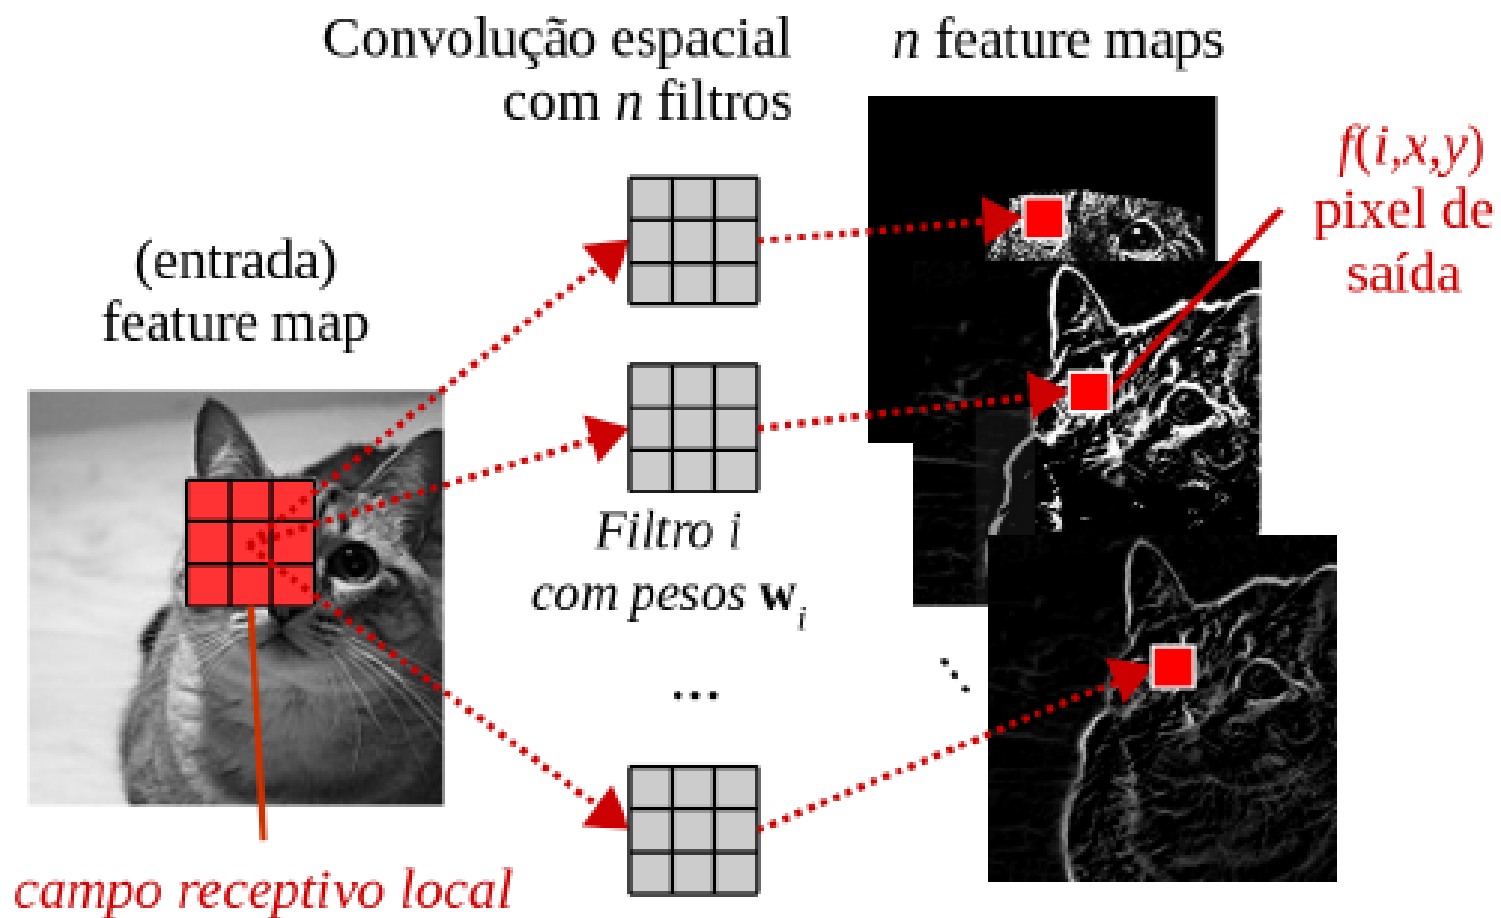 Convolução espacial
com n filtros
n feature maps
f(i,x,y)
pixel de
saída
(entrada)
feature map
Filtro i
com pesos wi
...
campo receptivo local